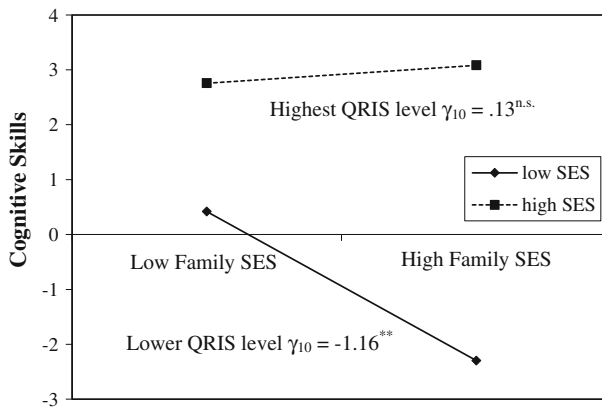 4
3
2
1
0
-1
-2
-3
Cognitive Skills
Highest QRIS level γ10 = .13n.s.
low SES
high SES
Low Family SES
High Family SES
Lower QRIS level γ10 = -1.16**